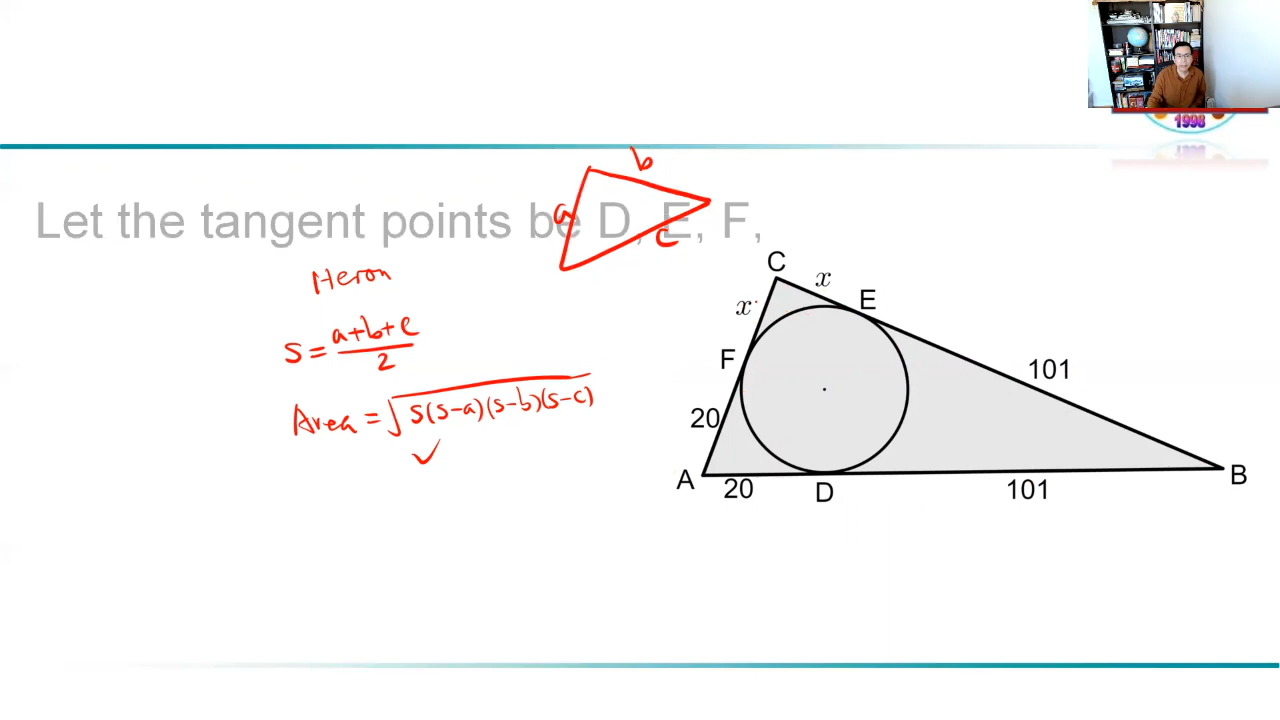 1998
b
Let the tangent points be D, E, F,
a
c
Heron
C
x
x
E
S = a+b+c
2
F
101
Area = √S(s-a)(s-b)(s-c)
20
A
20
D
101
B